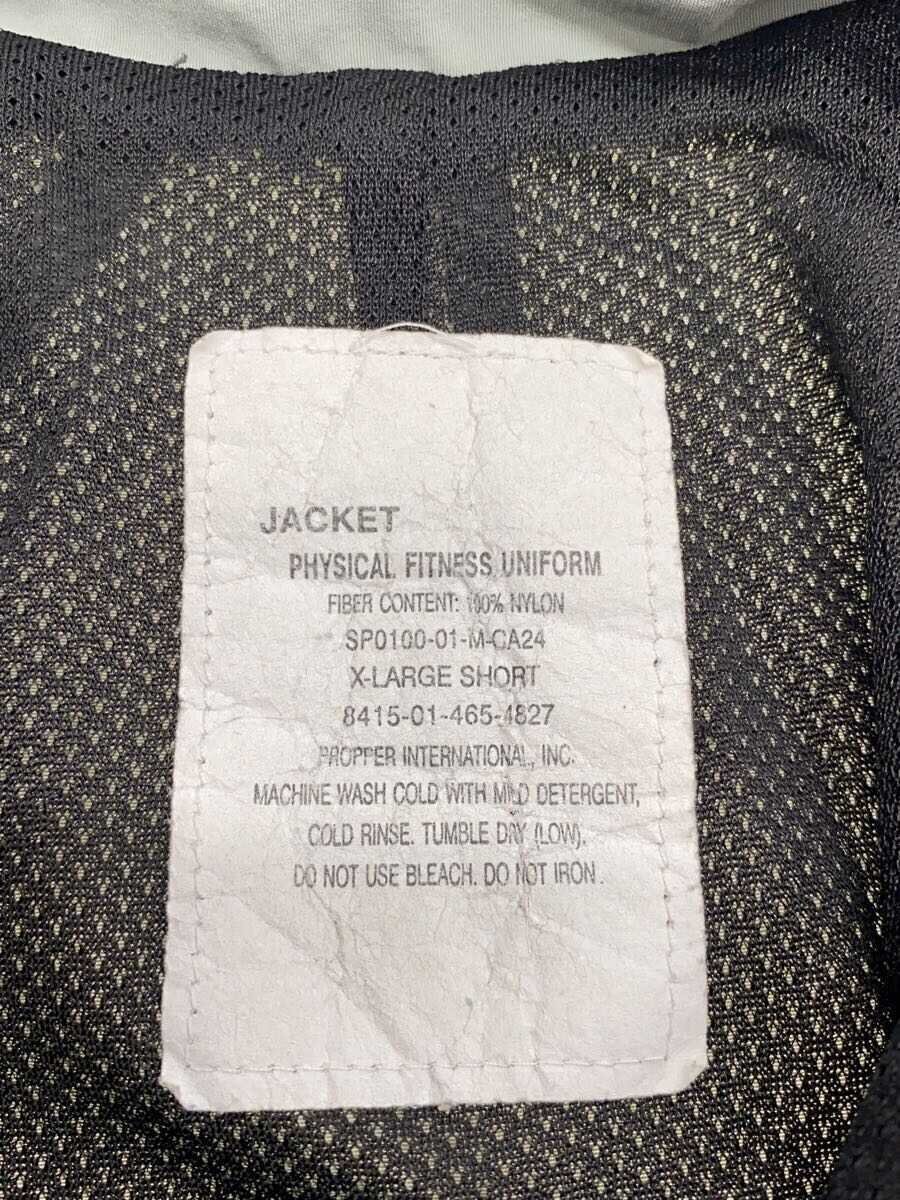 JACKET
PHYSICAL FITNESS UNIFORM
FIBER CONTENT: 100% NYLON
SP0100-01-M-CA24
X-LARGE SHORT
8415-01-465-4827
PROPPER INTERNATIONAL, INC.
MACHINE WASH COLD WITH MILD DETERGENT,
COLD RINSE. TUMBLE DRY (LOW).
DO NOT USE BLEACH. DO NOT IRON.